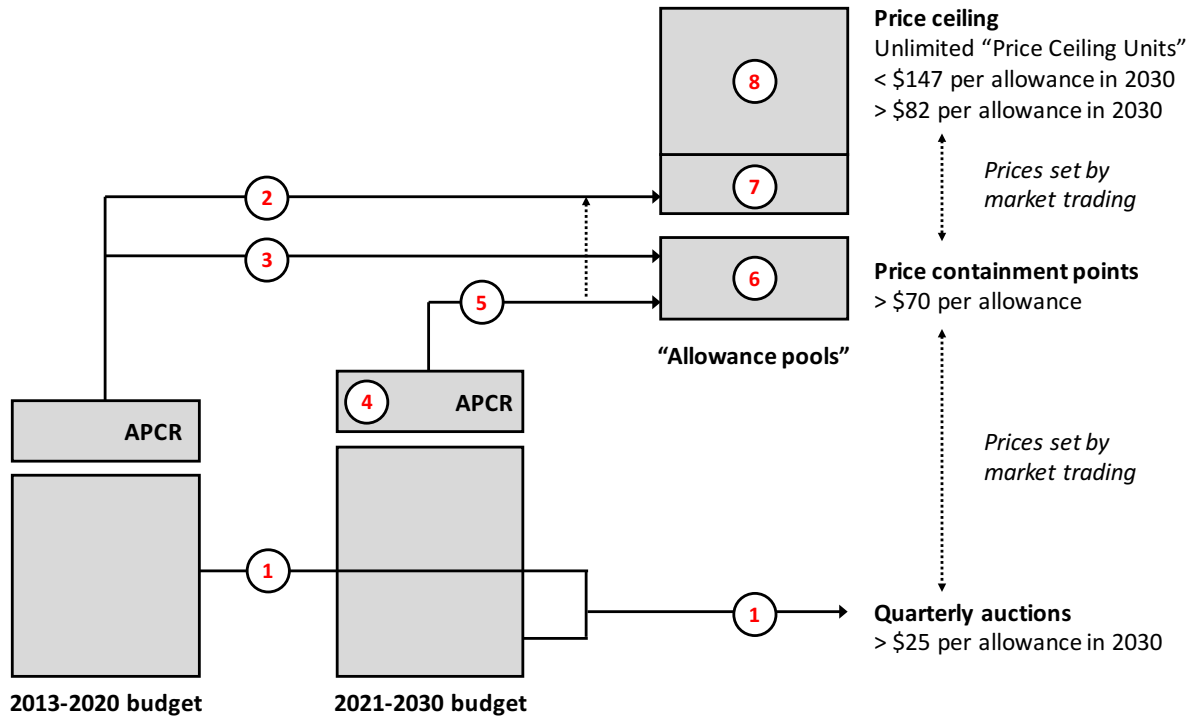 Price ceiling
Unlimited “Price Ceiling Units”
< $147 per allowance in 2030
> $82 per allowance in 2030
8
7
2
Prices set by
market trading
3
6
Price containment points
> $70 per allowance
5
“Allowance pools”
4
APCR
APCR
Prices set by
market trading
1
1
Quarterly auctions
> $25 per allowance in 2030
2013-2020 budget
2021-2030 budget